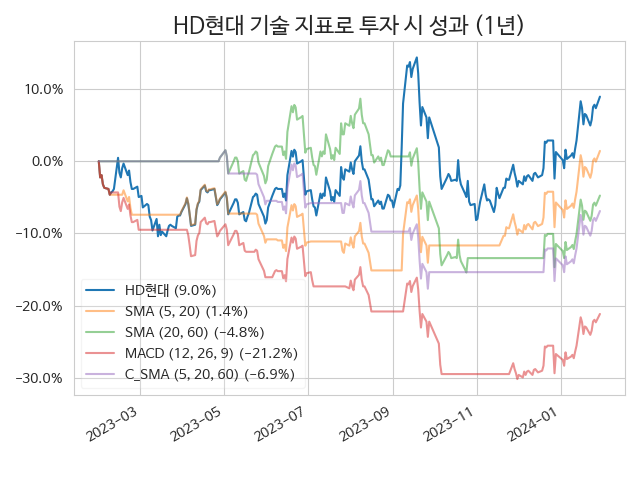 HD현대 기술 지표로 투자 시 성과 (1년)
10.0%
0.0%
−10.0%
−20.0%
−30.0%
HD현대 (9.0%)
SMA (5, 20) (1.4%)
SMA (20, 60) (−4.8%)
MACD (12, 26, 9) (−21.2%)
C_SMA (5, 20, 60) (−6.9%)
2023−03
2023−05
2023−07
2023−09
2023−11
2024−01